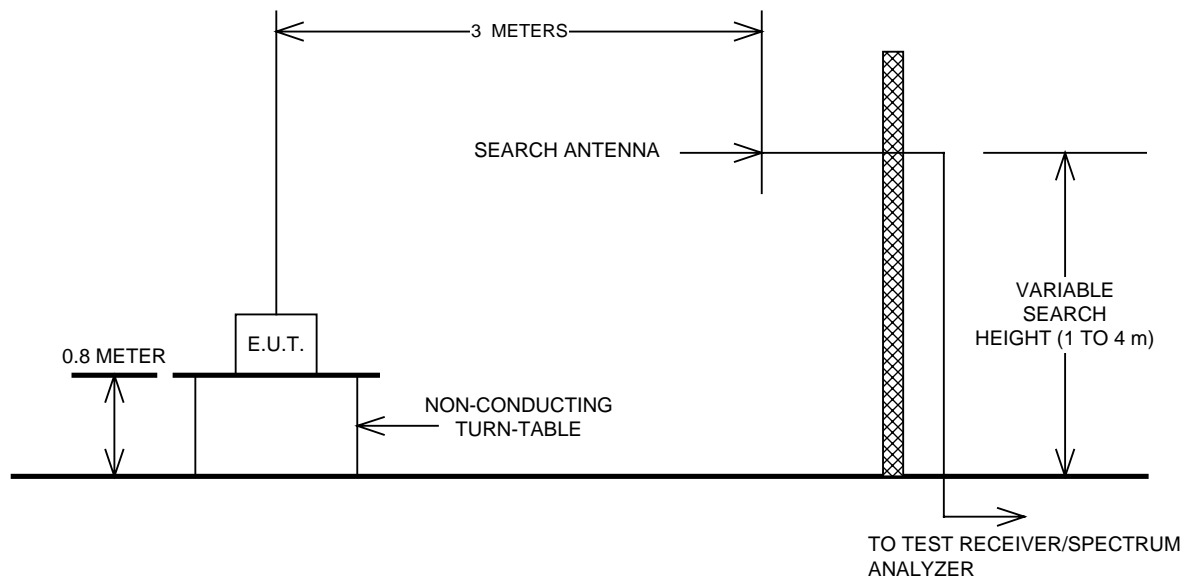 3 METERS
SEARCH ANTENNA
VARIABLE
SEARCH
HEIGHT (1 TO 4 m)
E.U.T.
0.8 METER
NON-CONDUCTING
TURN-TABLE
TO TEST RECEIVER/SPECTRUM
ANALYZER